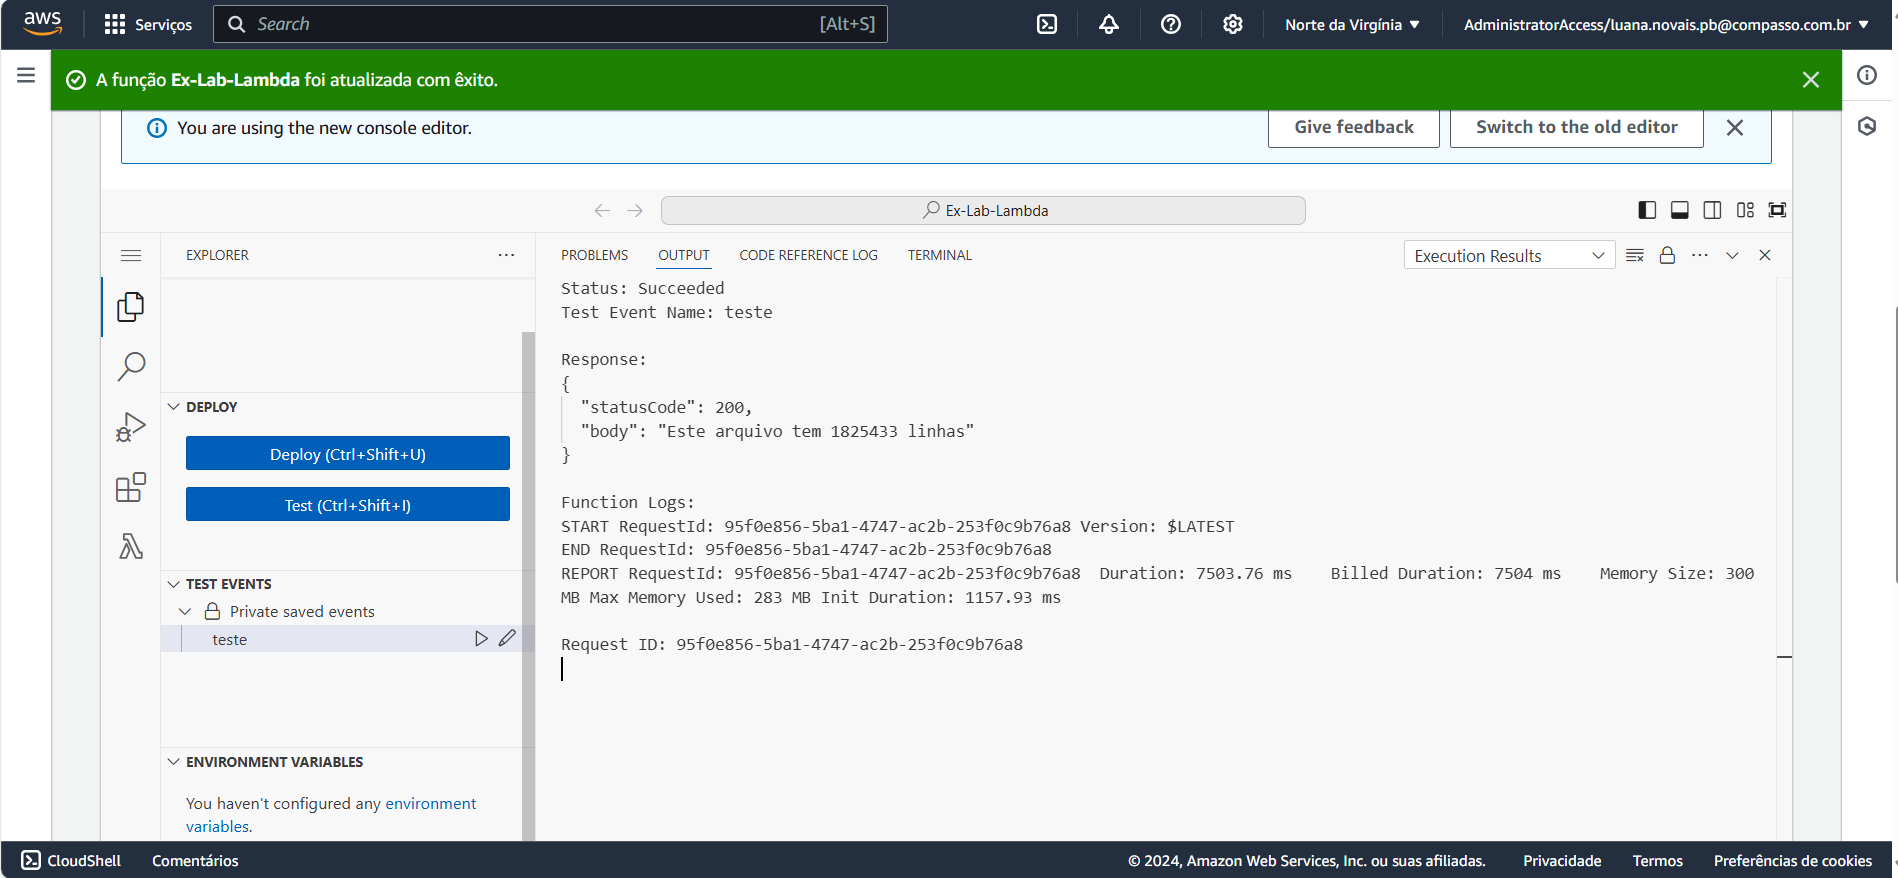 aws
Serviços
Search
[Alt+S]
Norte da Virgínia
AdministratorAccess/luana.novais.pb@compasso.com.br
A função Ex-Lab-Lambda foi atualizada com êxito.
You are using the new console editor.
Give feedback
Switch to the old editor
Ex-Lab-Lambda
EXPLORER
PROBLEMS
OUTPUT
CODE REFERENCE LOG
TERMINAL
Execution Results
DEPLOY
Deploy (Ctrl+Shift+U)
Test (Ctrl+Shift+I)
TEST EVENTS
Private saved events
teste
ENVIRONMENT VARIABLES
You haven't configured any environment
variables.
Status: Succeeded
Test Event Name: teste
Response:
{
"statusCode": 200,
"body": "Este arquivo tem 1825433 linhas"
}
Function Logs:
START RequestId: 95f0e856-5ba1-4747-ac2b-253f0c9b76a8 Version: $LATEST
END RequestId: 95f0e856-5ba1-4747-ac2b-253f0c9b76a8
REPORT RequestId: 95f0e856-5ba1-4747-ac2b-253f0c9b76a8 Duration: 7503.76 ms Billed Duration: 7504 ms Memory Size: 300
MB Max Memory Used: 283 MB Init Duration: 1157.93 ms
Request ID: 95f0e856-5ba1-4747-ac2b-253f0c9b76a8
CloudShell
Comentários
© 2024, Amazon Web Services, Inc. ou suas afiliadas.
Privacidade
Termos
Preferências de cookies